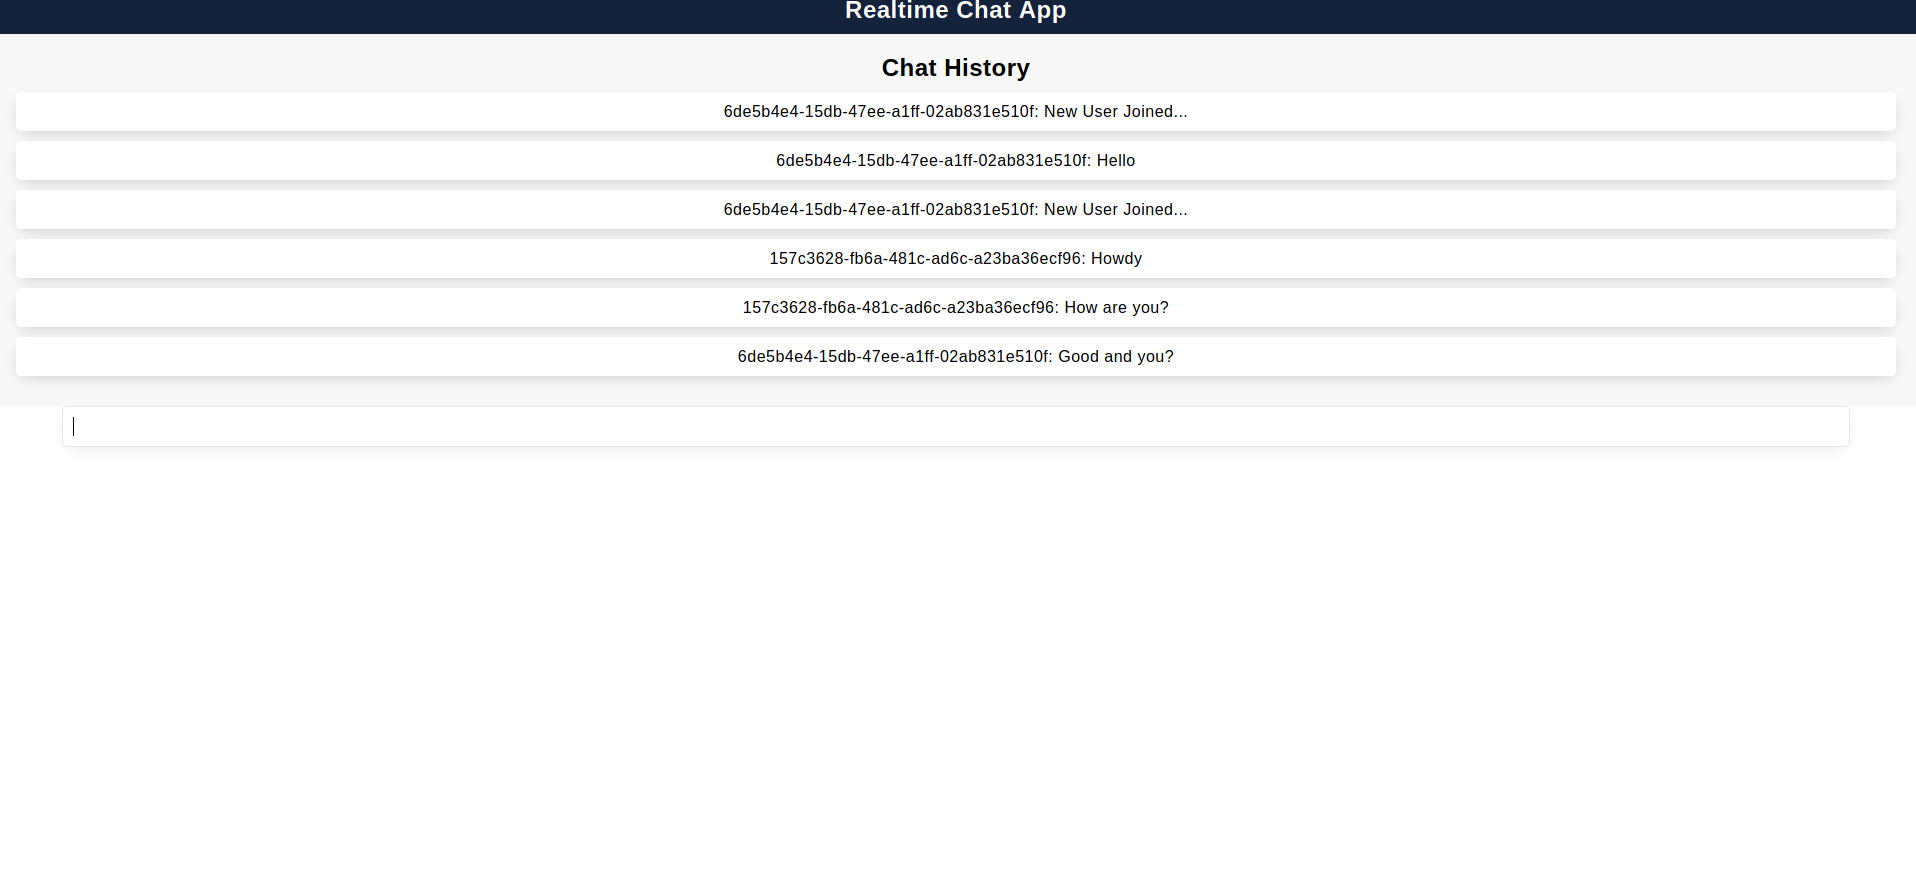 Realtime Chat App
Chat History
6de5b4e4-15db-47ee-a1ff-02ab831e510f: New User Joined...
6de5b4e4-15db-47ee-a1ff-02ab831e510f: Hello
6de5b4e4-15db-47ee-a1ff-02ab831e510f: New User Joined...
157c3628-fb6a-481c-ad6c-a23ba36ecf96: Howdy
157c3628-fb6a-481c-ad6c-a23ba36ecf96: How are you?
6de5b4e4-15db-47ee-a1ff-02ab831e510f: Good and you?